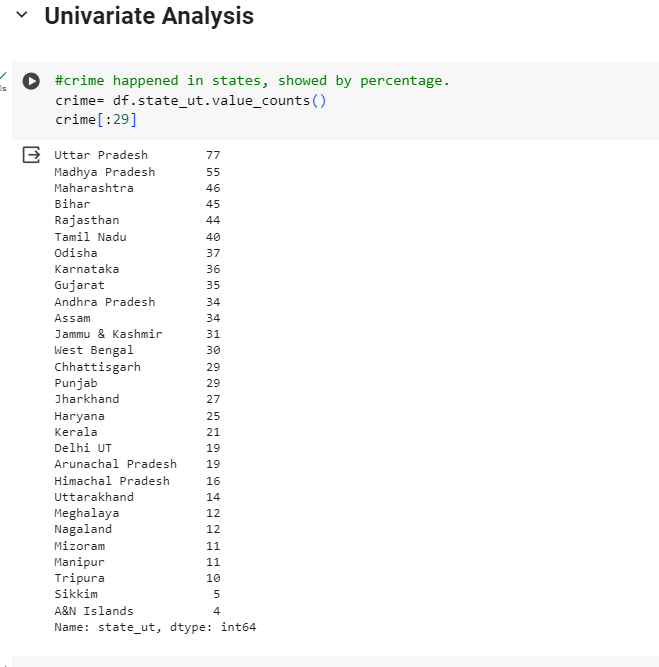 Univariate Analysis
#crime happened in states, showed by percentage.
crime= df.state_ut.value_counts()
crime[:29]
Uttar Pradesh 77
Madhya Pradesh 55
Maharashtra 46
Bihar 45
Rajasthan 44
Tamil Nadu 40
Odisha 37
Karnataka 36
Gujarat 35
Andhra Pradesh 34
Assam 34
Jammu & Kashmir 31
West Bengal 30
Chhattisgarh 29
Punjab 29
Jharkhand 27
Haryana 25
Kerala 21
Delhi UT 19
Arunachal Pradesh 19
Himachal Pradesh 16
Uttarakhand 14
Meghalaya 12
Nagaland 12
Mizoram 11
Manipur 11
Tripura 10
Sikkim 5
A&N Islands 4
Name: state_ut, dtype: int64